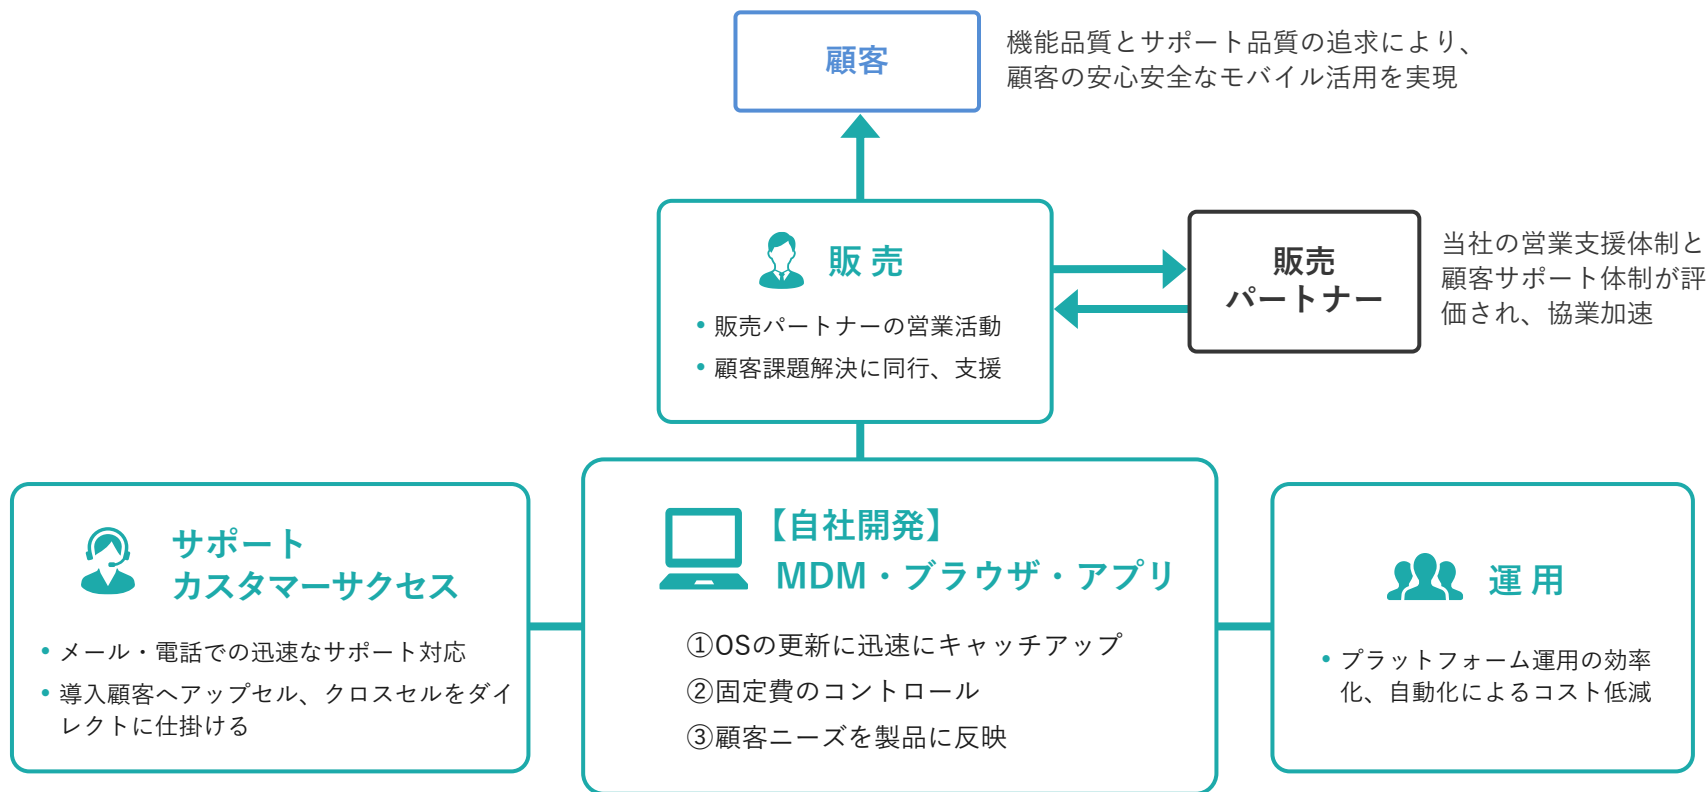 顧客
機能品質とサポート品質の追求により、
顧客の安心安全なモバイル活用を実現
販売
• 販売パートナーの営業活動
• 顧客課題解決に同行、支援
販売
パートナー
当社の営業支援体制と
顧客サポート体制が評
価され、協業加速
サポート
カスタマーサクセス
• メール・電話での迅速なサポート対応
• 導入顧客へアップセル、クロスセルをダイ
レクトに仕掛ける
【自社開発】
MDM・ブラウザ・アプリ
①OSの更新に迅速にキャッチアップ
②固定費のコントロール
③顧客ニーズを製品に反映
運用
• プラットフォーム運用の効率
化、自動化によるコスト低減